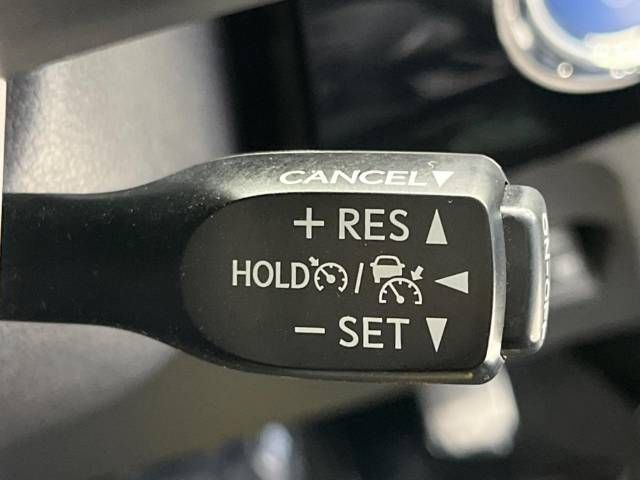 CANCEL▼
+ RES ▲
HOLD / ◄
− SET ▼